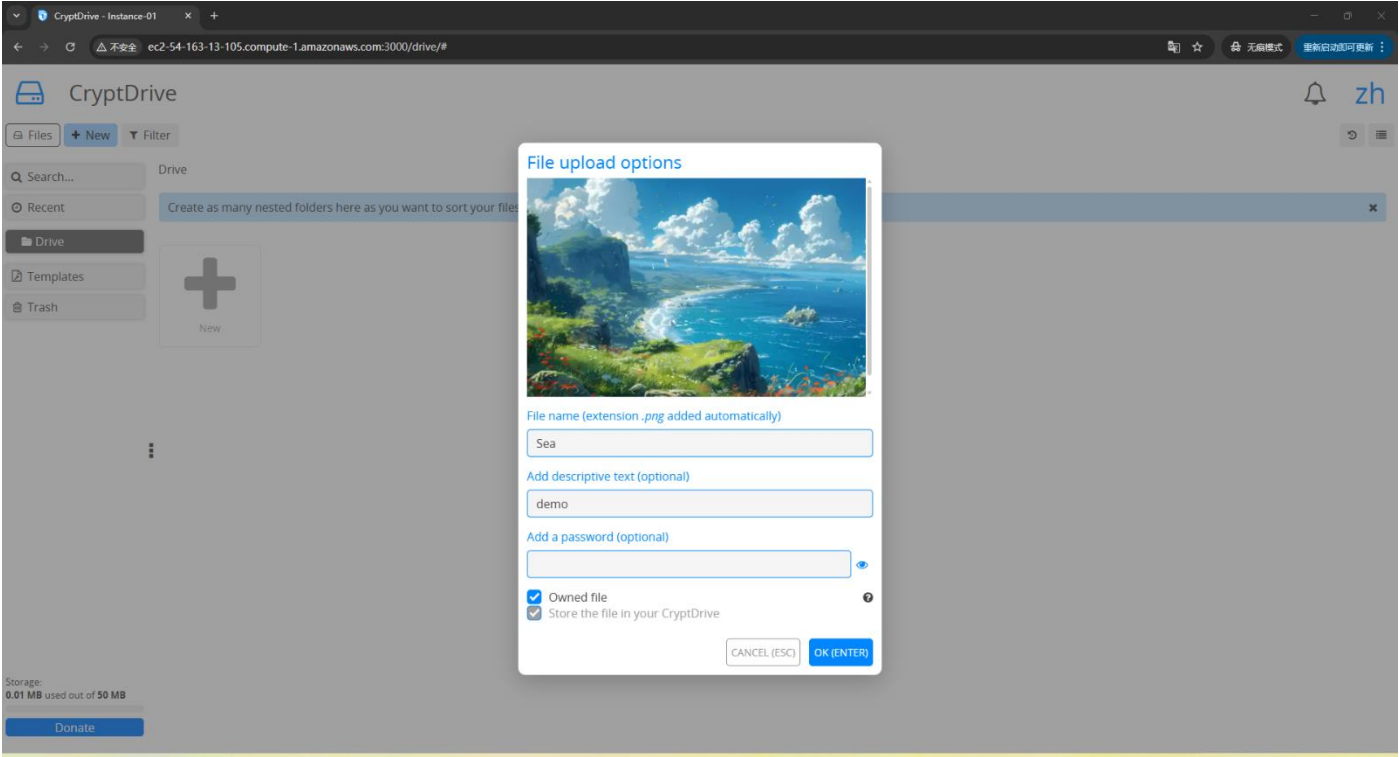 CryptDrive - Instance-01
不安全 ec2-54-163-13-105.compute-1.amazonaws.com:3000/drive/# 无痕模式 重新启动即可更新
CryptDrive zh
Files New Filter
Search...
Recent
Drive
Templates
Trash
Drive
Create as many nested folders here as you want to sort your files
New
File upload options
File name (extension .png added automatically)
Sea
Add descriptive text (optional)
demo
Add a password (optional)
Owned file
Store the file in your CryptDrive
CANCEL (ESC) OK (ENTER)
Storage:
0.01 MB used out of 50 MB
Donate